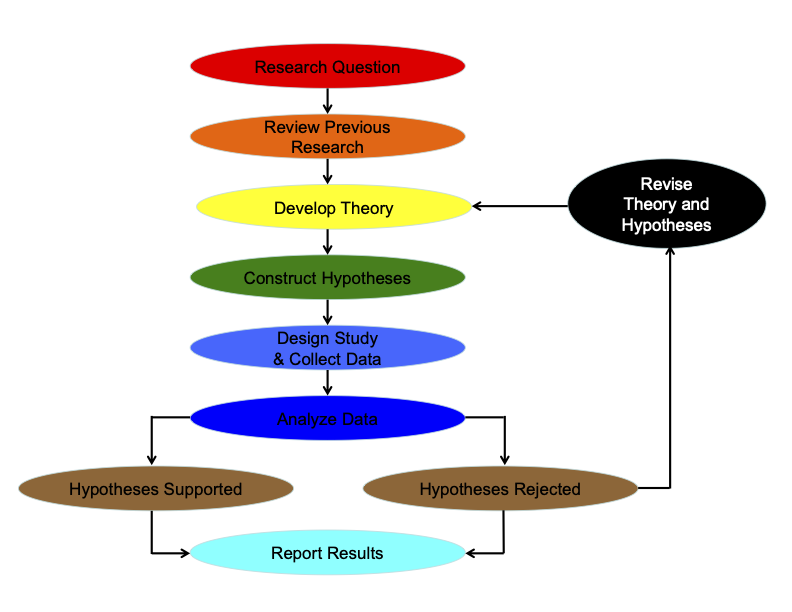 Research Question
Review Previous
Research
Develop Theory
Revise
Theory and
Hypotheses
Construct Hypotheses
Design Study
& Collect Data
Analyze Data
Hypotheses Supported
Hypotheses Rejected
Report Results